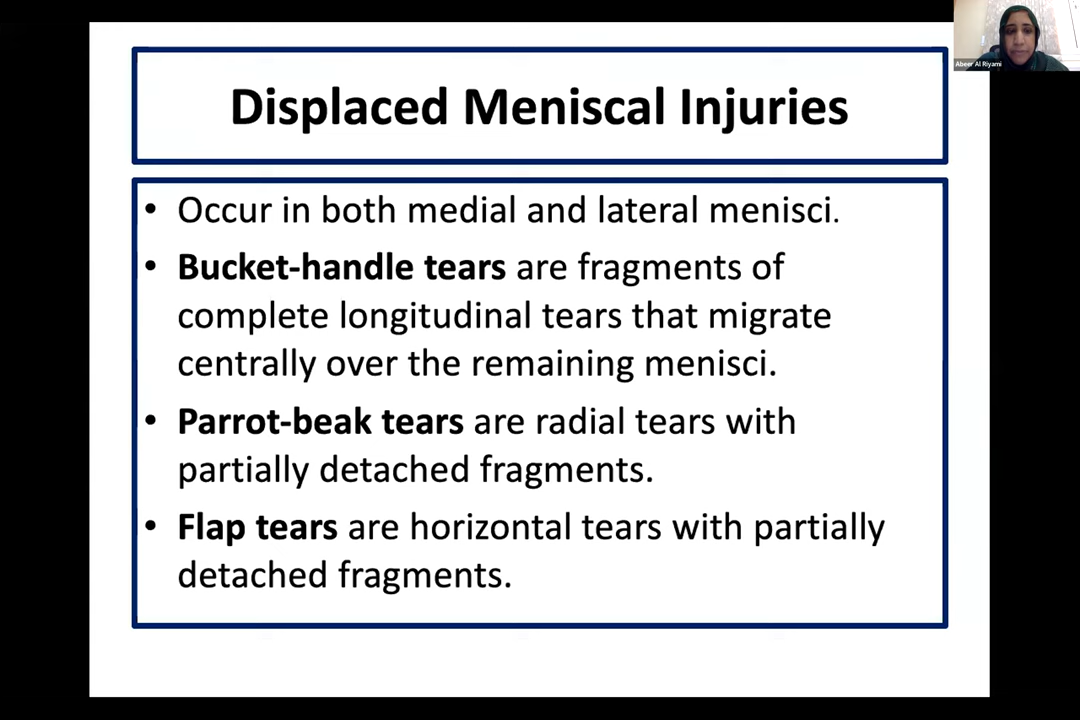 Abeer Al Riyami
Displaced Meniscal Injuries
• Occur in both medial and lateral menisci.
• Bucket-handle tears are fragments of
complete longitudinal tears that migrate
centrally over the remaining menisci.
• Parrot-beak tears are radial tears with
partially detached fragments.
• Flap tears are horizontal tears with partially
detached fragments.